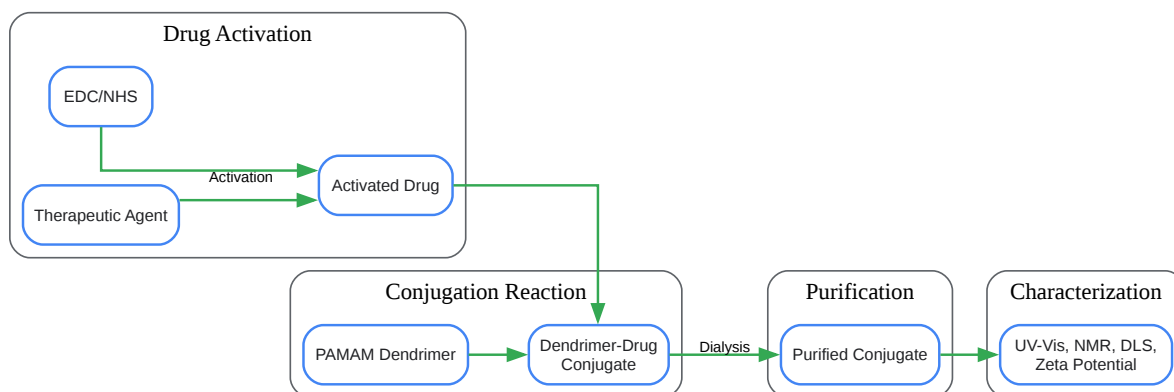 Drug Activation
EDC/NHS
Activation
Activated Drug
Therapeutic Agent
Conjugation Reaction
PAMAM Dendrimer
Dendrimer-Drug
Conjugate
Dialysis
Purification
Purified Conjugate
Characterization
UV-Vis, NMR, DLS,
Zeta Potential